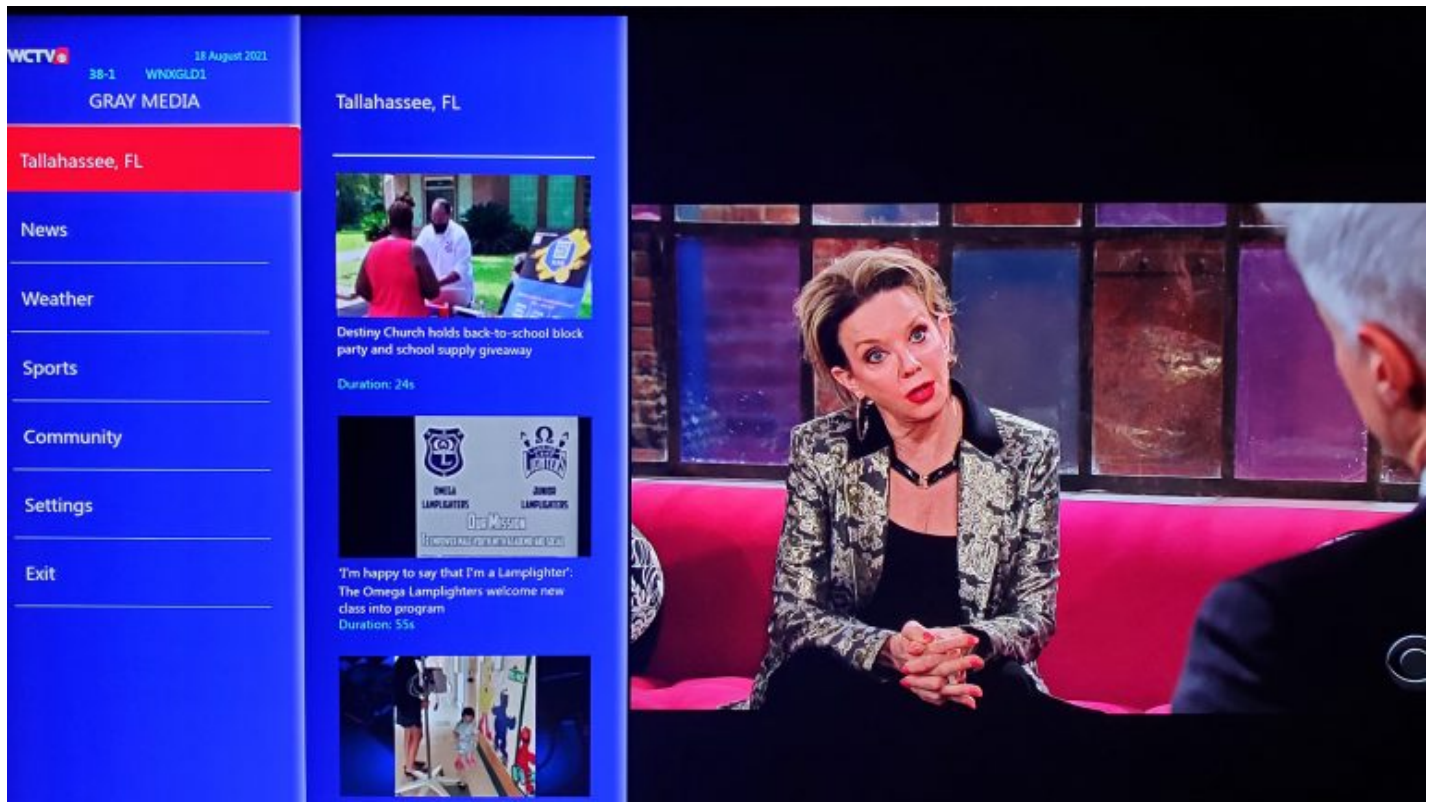 WCTV
18 August 2021
38-1 WNXGLD1
GRAY MEDIA
Tallahassee, FL
News
Weather
Sports
Community
Settings
Exit
Tallahassee, FL
Destiny Church holds back-to-school block
party and school supply giveaway
Duration: 24s
OMEGA
LAMPLIGHTERS
JUNIOR
LAMPLIGHTERS
OUR MISSION
'I'm happy to say that I'm a Lamplighter':
The Omega Lamplighters welcome new
class into program
Duration: 55s